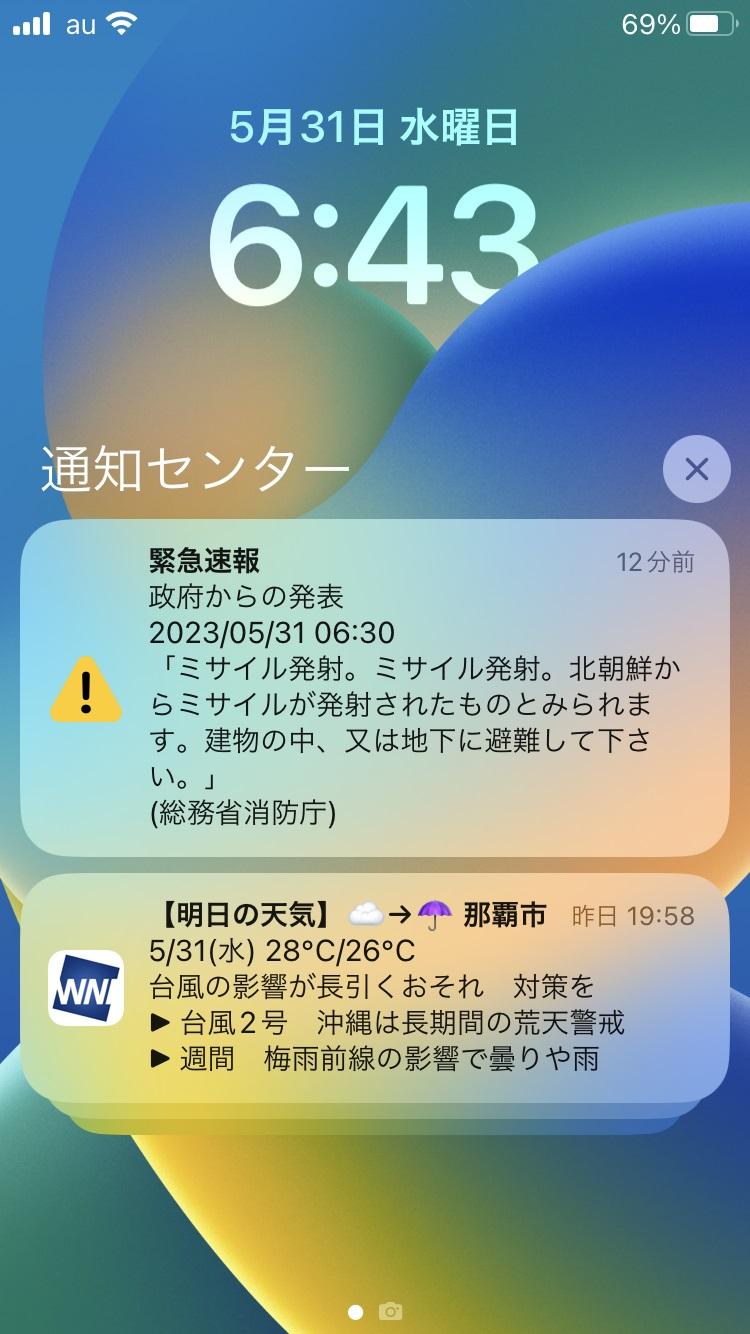 au 69%
5月31日 水曜日
6:43
通知センター
緊急速報 12分前
政府からの発表
2023/05/31 06:30
「ミサイル発射。ミサイル発射。北朝鮮か
らミサイルが発射されたものとみられま
す。建物の中、又は地下に避難して下さ
い。」
(総務省消防庁)
【明日の天気】 ☁️→☔ 那覇市 昨日 19:58
WNI
5/31(水) 28°C/26°C
台風の影響が長引くおそれ　対策を
▶ 台風2号　沖縄は長期間の荒天警戒
▶ 週間　梅雨前線の影響で曇りや雨